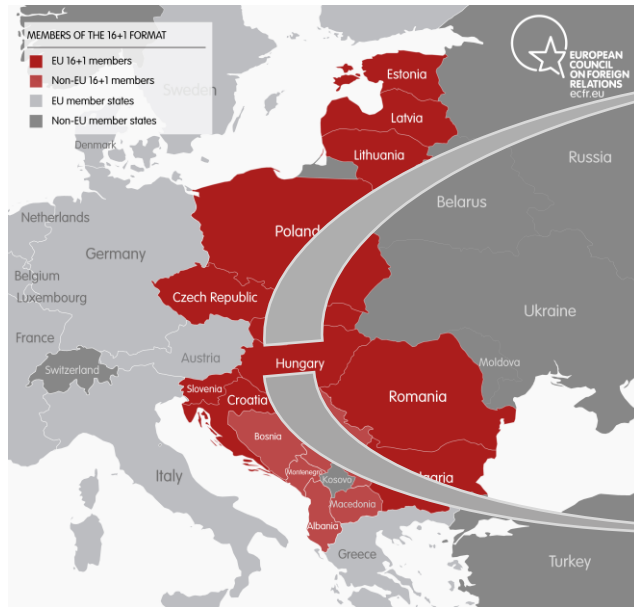 MEMBERS OF THE 16+1 FORMAT
EU 16+1 members
Non-EU 16+1 members
EU member states
Non-EU member states
EUROPEAN
COUNCIL
ON FOREIGN
RELATIONS
ecfr.eu
Sweden
Estonia
Latvia
Denmark
Lithuania
Russia
Belarus
Netherlands
Poland
Germany
Belgium
Luxembourg
Czech Republic
Ukraine
France
Austria
Moldova
Switzerland
Hungary
Slovenia
Croatia
Romania
Bosnia
Italy
Montenegro
Kosovo
garia
Macedonia
Albania
Greece
Turkey